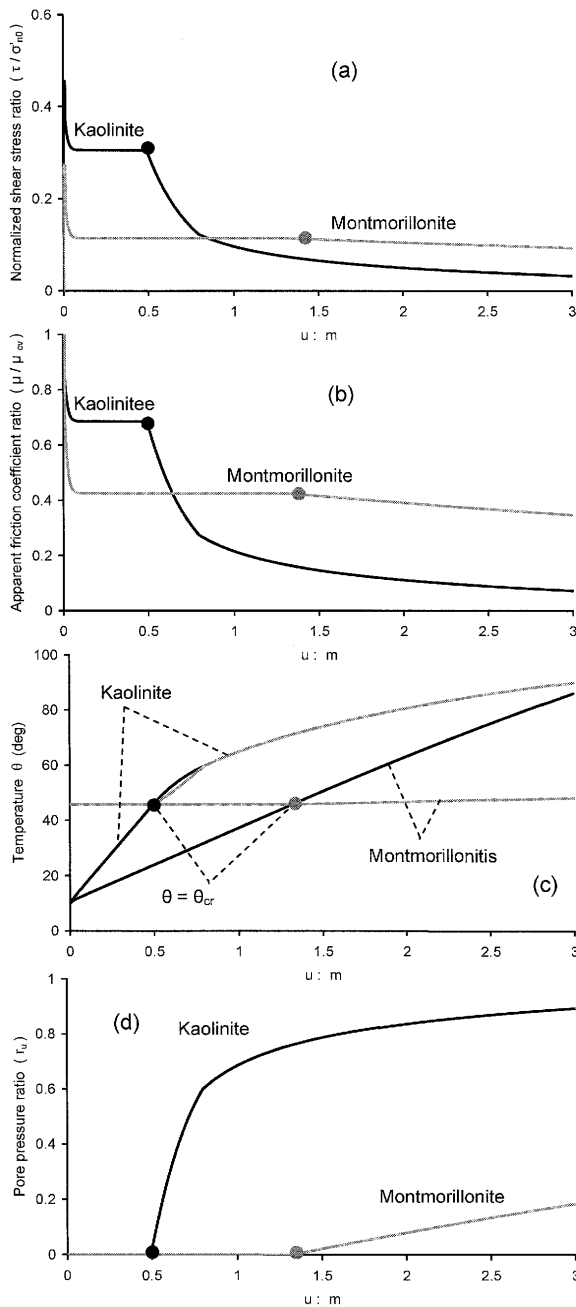 Normalized shear stress ratio ( τ / σ'n0 )
0.6
0.4
0.2
0
(a)
Kaolinite
Montmorillonite
0 0.5 1 1.5 2 2.5 3
u : m
Apparent friction coefficient ratio ( μ / μ cv )
1
0.8
0.6
0.4
0.2
0
(b)
Kaolinitee
Montmorillonite
0 0.5 1 1.5 2 2.5 3
u : m
Temperature θ (deg)
100
80
60
40
20
0
Kaolinite
Montmorillonitis
θ = θcr
(c)
0 0.5 1 1.5 2 2.5 3
u : m
Pore pressure ratio ( ru )
1
0.8
0.6
0.4
0.2
0
(d)
Kaolinite
Montmorillonite
0 0.5 1 1.5 2 2.5 3
u : m